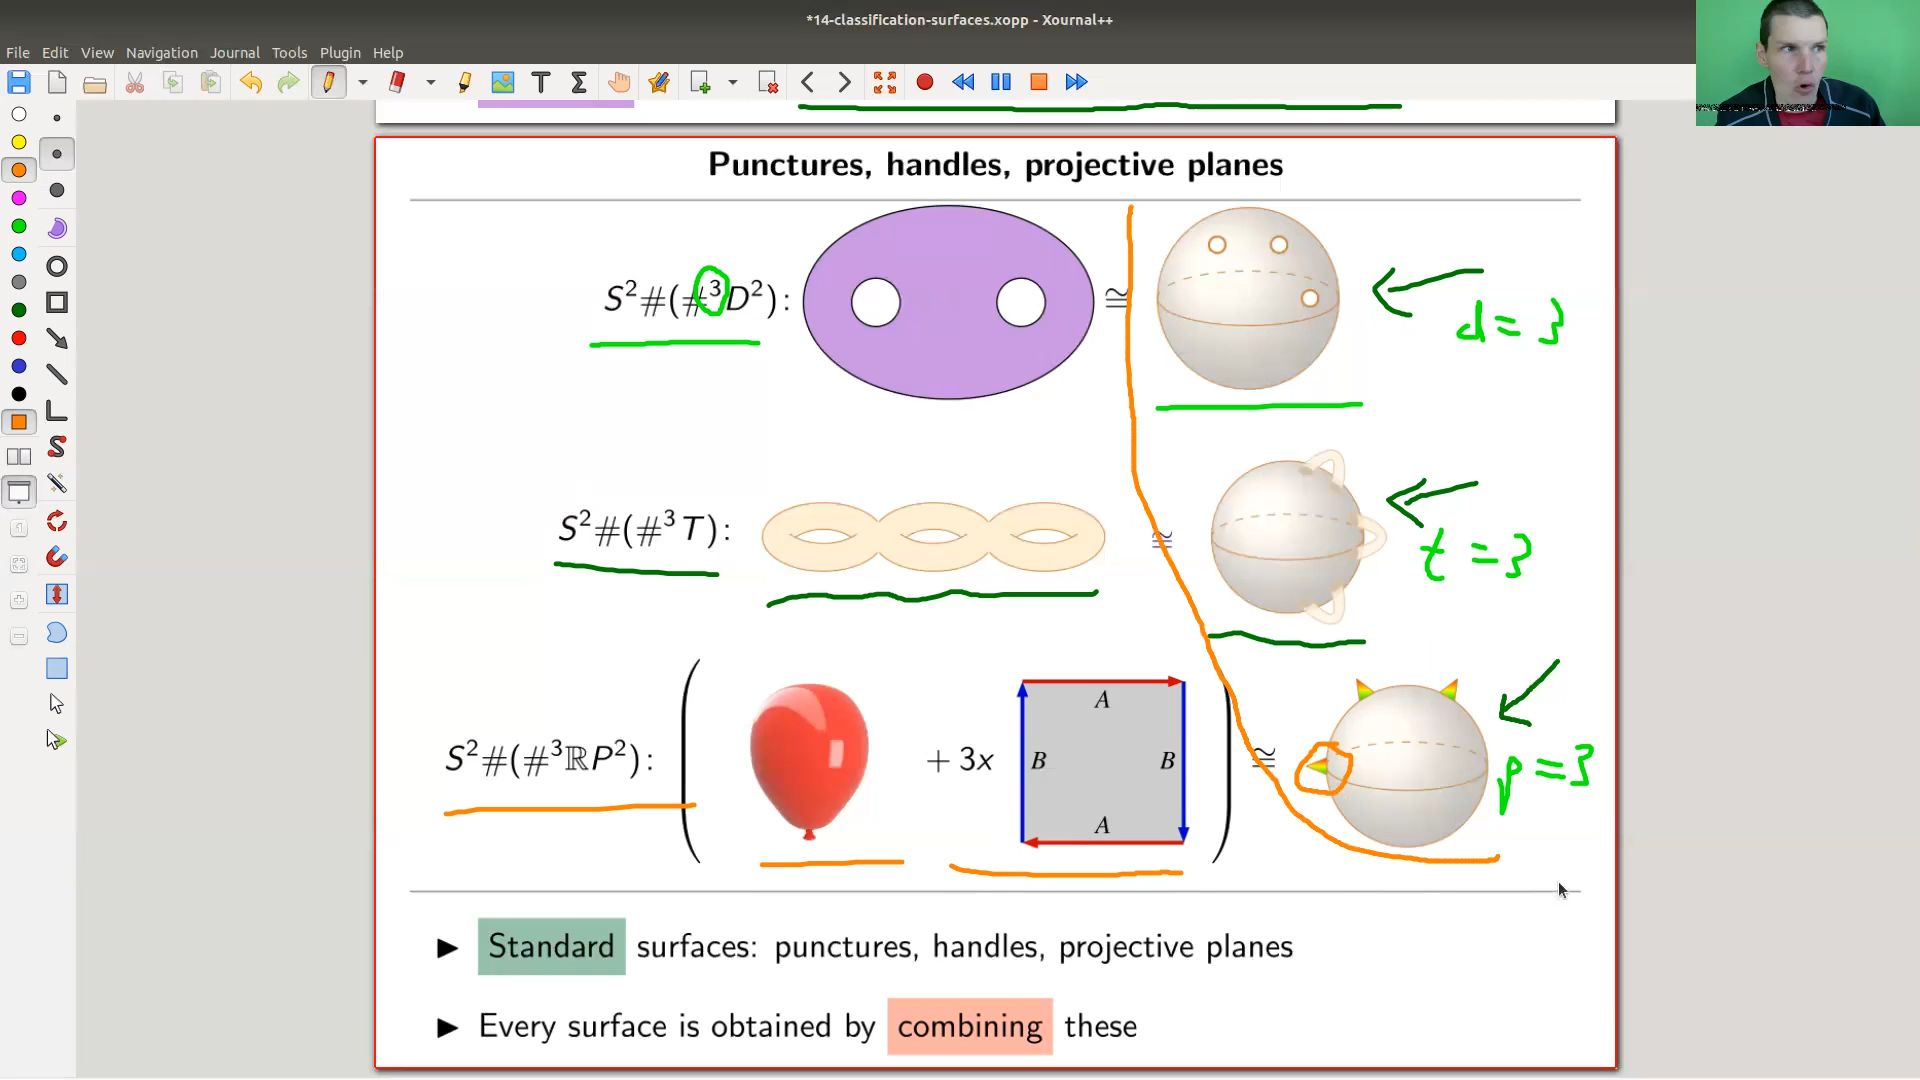 *14-classification-surfaces.xopp - Xournal++
File Edit View Navigation Journal Tools Plugin Help
Punctures, handles, projective planes
S²#(#³D²): ≅
d = 3
S²#(#³T): ≅
t = 3
S²#(#³ℝP²): ( + 3x A B B A ) ≅
p = 3
► Standard surfaces: punctures, handles, projective planes
► Every surface is obtained by combining these